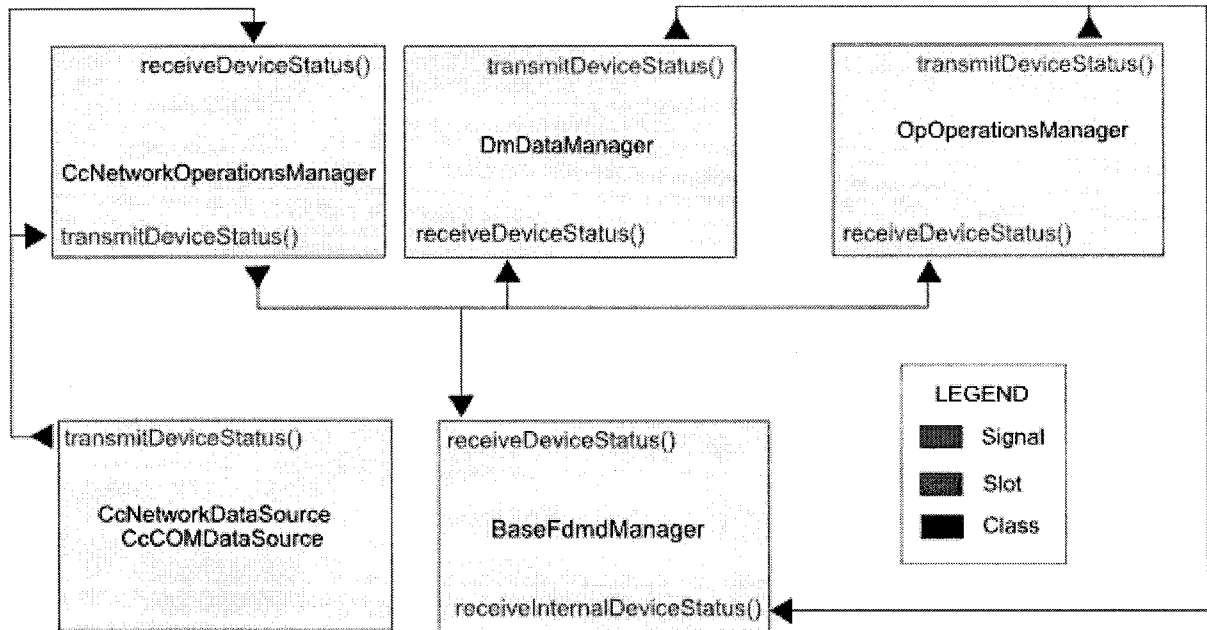 receiveDeviceStatus()
CcNetworkOperationsManager
transmitDeviceStatus()
transmitDeviceStatus()
DmDataManager
receiveDeviceStatus()
transmitDeviceStatus()
OpOperationsManager
receiveDeviceStatus()
transmitDeviceStatus()
CcNetworkDataSource
CcCOMDataSource
receiveDeviceStatus()
BaseFdmdManager
receiveInternalDeviceStatus()
LEGEND
Signal
Slot
Class